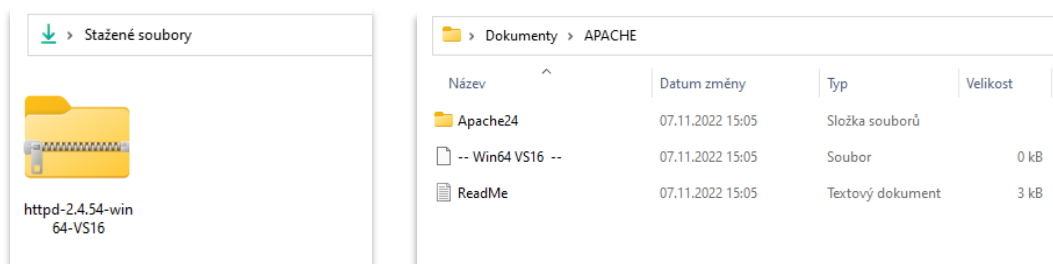 Stažené soubory
httpd-2.4.54-win
64-VS16
Dokumenty > APACHE
Název Datum změny Typ Velikost
Apache24 07.11.2022 15:05 Složka souborů
-- Win64 VS16 -- 07.11.2022 15:05 Soubor 0 kB
ReadMe 07.11.2022 15:05 Textový dokument 3 kB